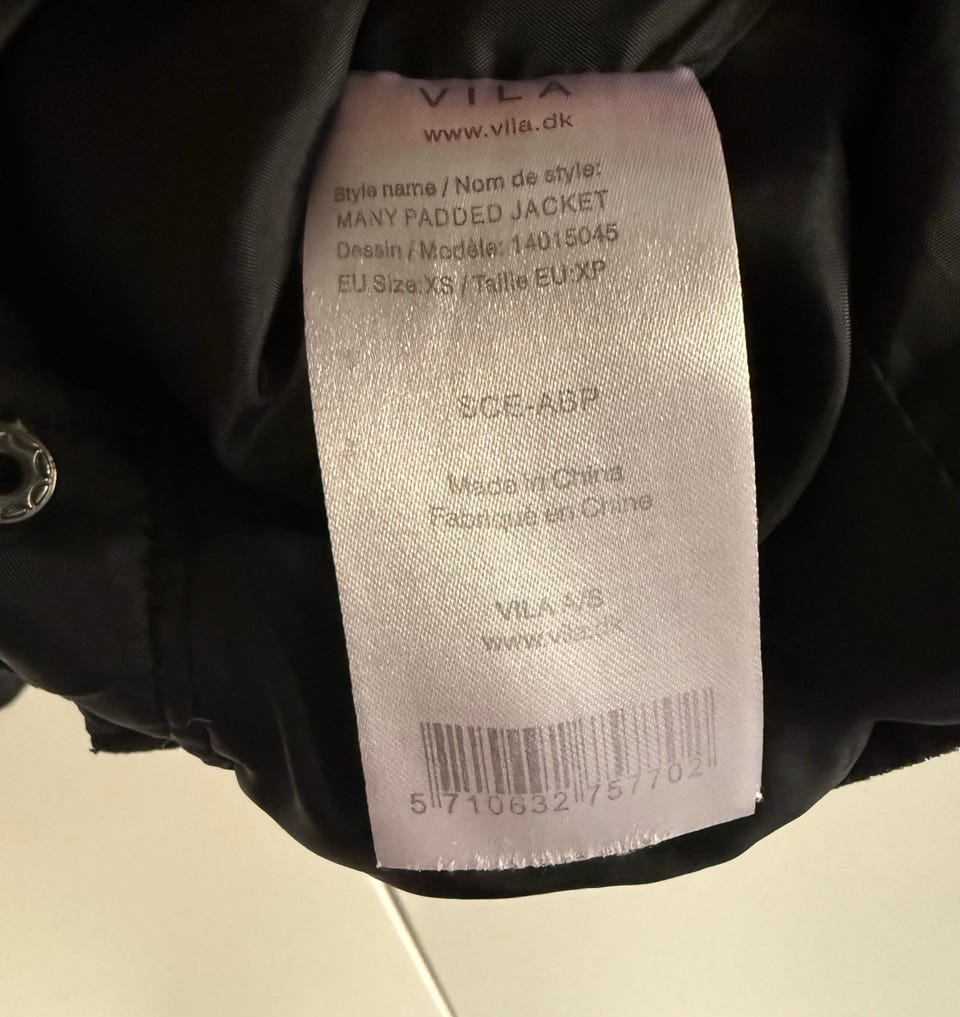 VILA
www.vila.dk
Style name / Nom de style:
MANY PADDED JACKET
Dessin / Modèle: 14015045
EU Size:XS / Taille EU:XP
SCE-ABP
Made in China
Fabriqué en Chine
VILA A/S
www.vila.dk
5 710632 757702